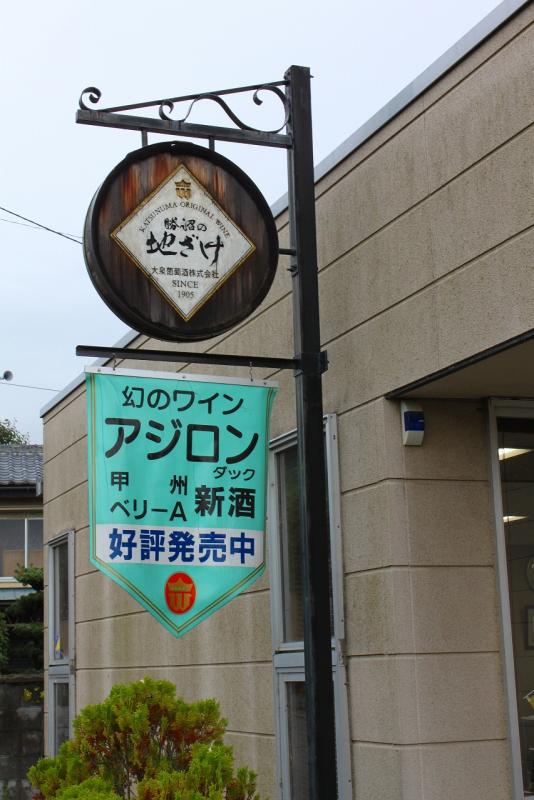 KATSUNUMA ORIGINAL WINE
勝沼の
地ざけ
大泉葡萄酒株式会社
SINCE
1905
幻のワイン
アジロン
ダック
甲州
ベリーA
新酒
好評発売中